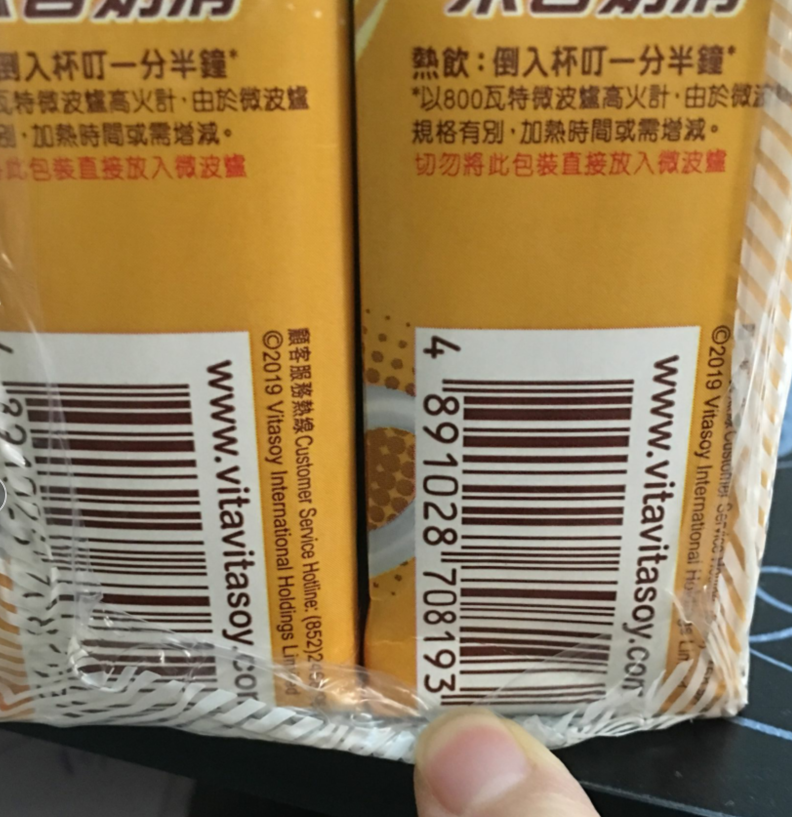 倒入杯叮一分半鐘*
瓦特微波爐高火計，由於微波爐
別，加熱時間或需增減。
此包裝直接放入微波爐
www.vitavitasoy.co
©2019 Vitasoy International Holdings Limited
顧客服務熱線 Customer Service Hotline: (852)2
熱飲：倒入杯叮一分半鐘*
*以800瓦特微波爐高火計，由於微波
規格有別，加熱時間或需增減。
切勿將此包裝直接放入微波爐
4 891028 708193
www.vitavitasoy.com
©2019 Vitasoy International